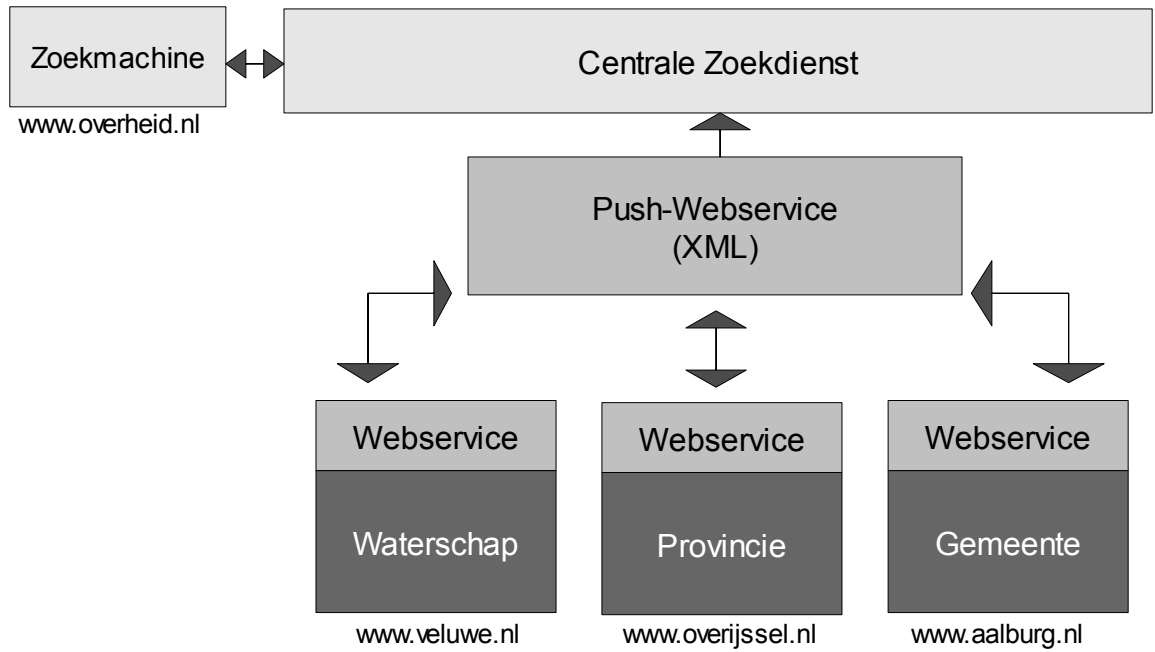 Zoekmachine
Centrale Zoekdienst
www.overheid.nl
Push-Webservice
(XML)
Webservice
Webservice
Webservice
Waterschap
Provincie
Gemeente
www.veluwe.nl
www.overijssel.nl
www.aalburg.nl